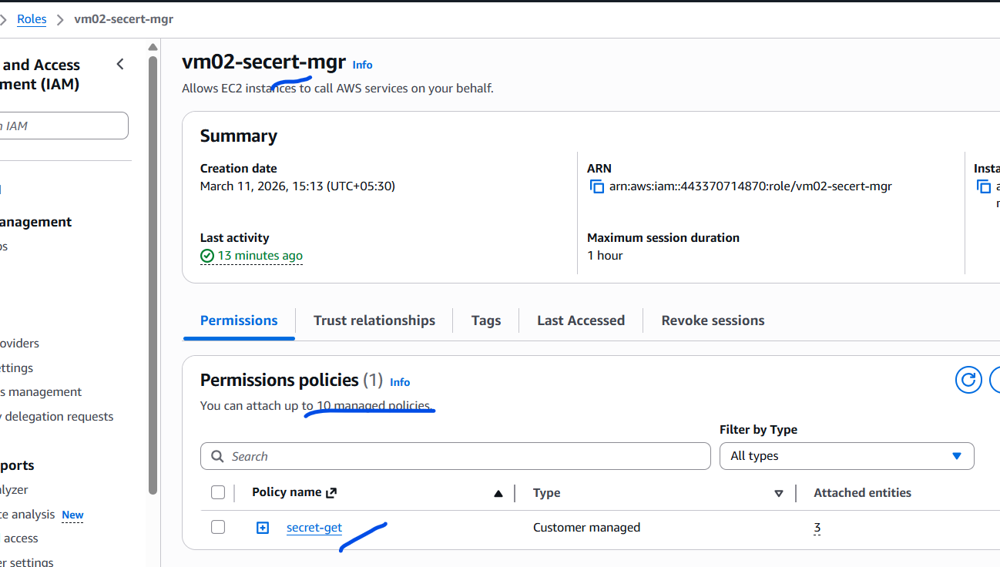 Roles > vm02-secert-mgr
and Access
ment (IAM)
IAM
anagement
oviders
ettings
s management
delegation requests
ports
alyzer
analysis New
access
settings
vm02-secert-mgr Info
Allows EC2 instances to call AWS services on your behalf.
Summary
Creation date
March 11, 2026, 15:13 (UTC+05:30)
ARN
arn:aws:iam::443370714870:role/vm02-secert-mgr
Insta
Last activity
13 minutes ago
Maximum session duration
1 hour
Permissions Trust relationships Tags Last Accessed Revoke sessions
Permissions policies (1) Info
You can attach up to 10 managed policies.
Filter by Type
Search
All types
Policy name Type Attached entities
secret-get Customer managed 3